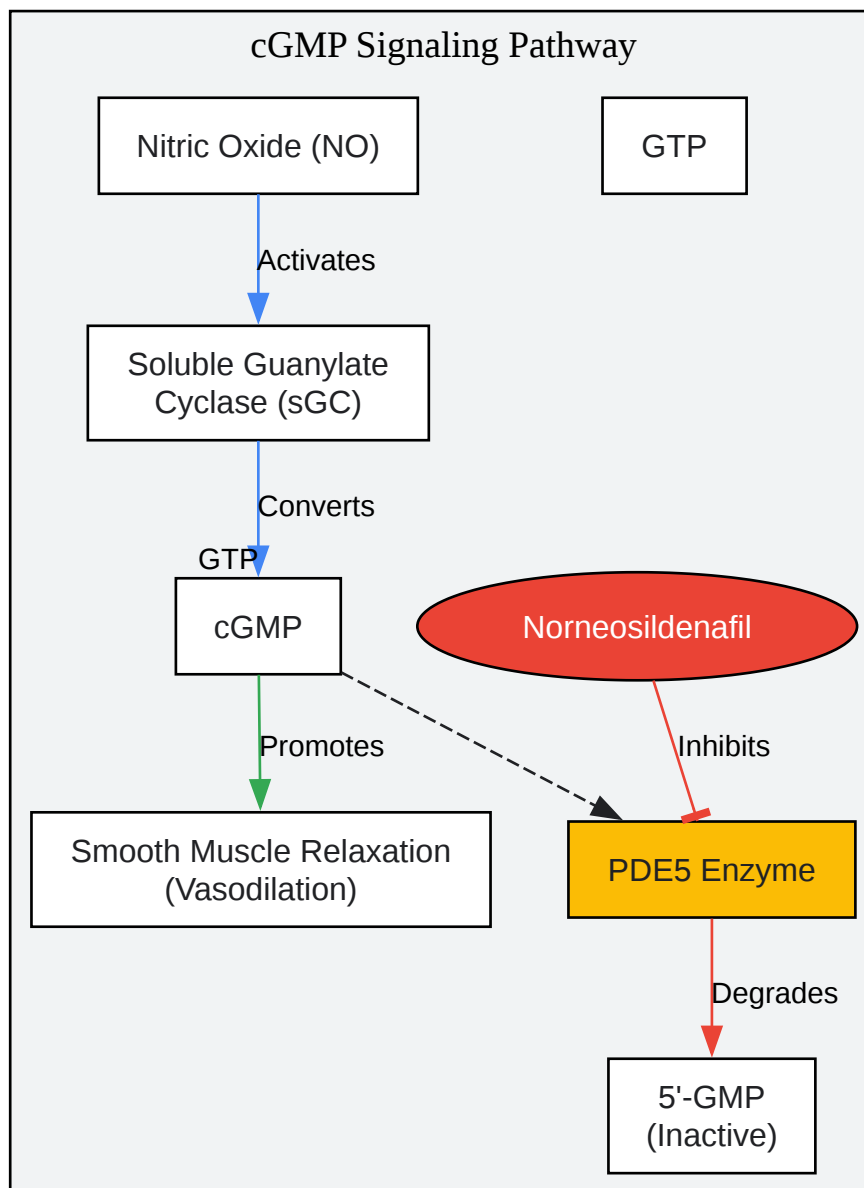 cGMP Signaling Pathway
Nitric Oxide (NO)
GTP
Activates
Soluble Guanylate
Cyclase (sGC)
Converts
GTP
cGMP
Norneosildenafil
Promotes
Inhibits
Smooth Muscle Relaxation
(Vasodilation)
PDE5 Enzyme
Degrades
5'-GMP
(Inactive)